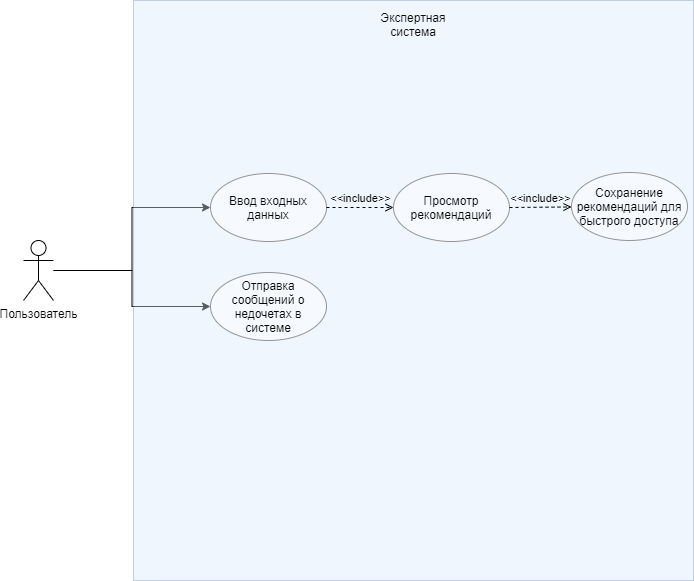 Экспертная
система
Ввод входных
данных
<<include>>
Просмотр
рекомендаций
<<include>>
Сохранение
рекомендаций для
быстрого доступа
Отправка
сообщений о
недочетах в
системе
Пользователь